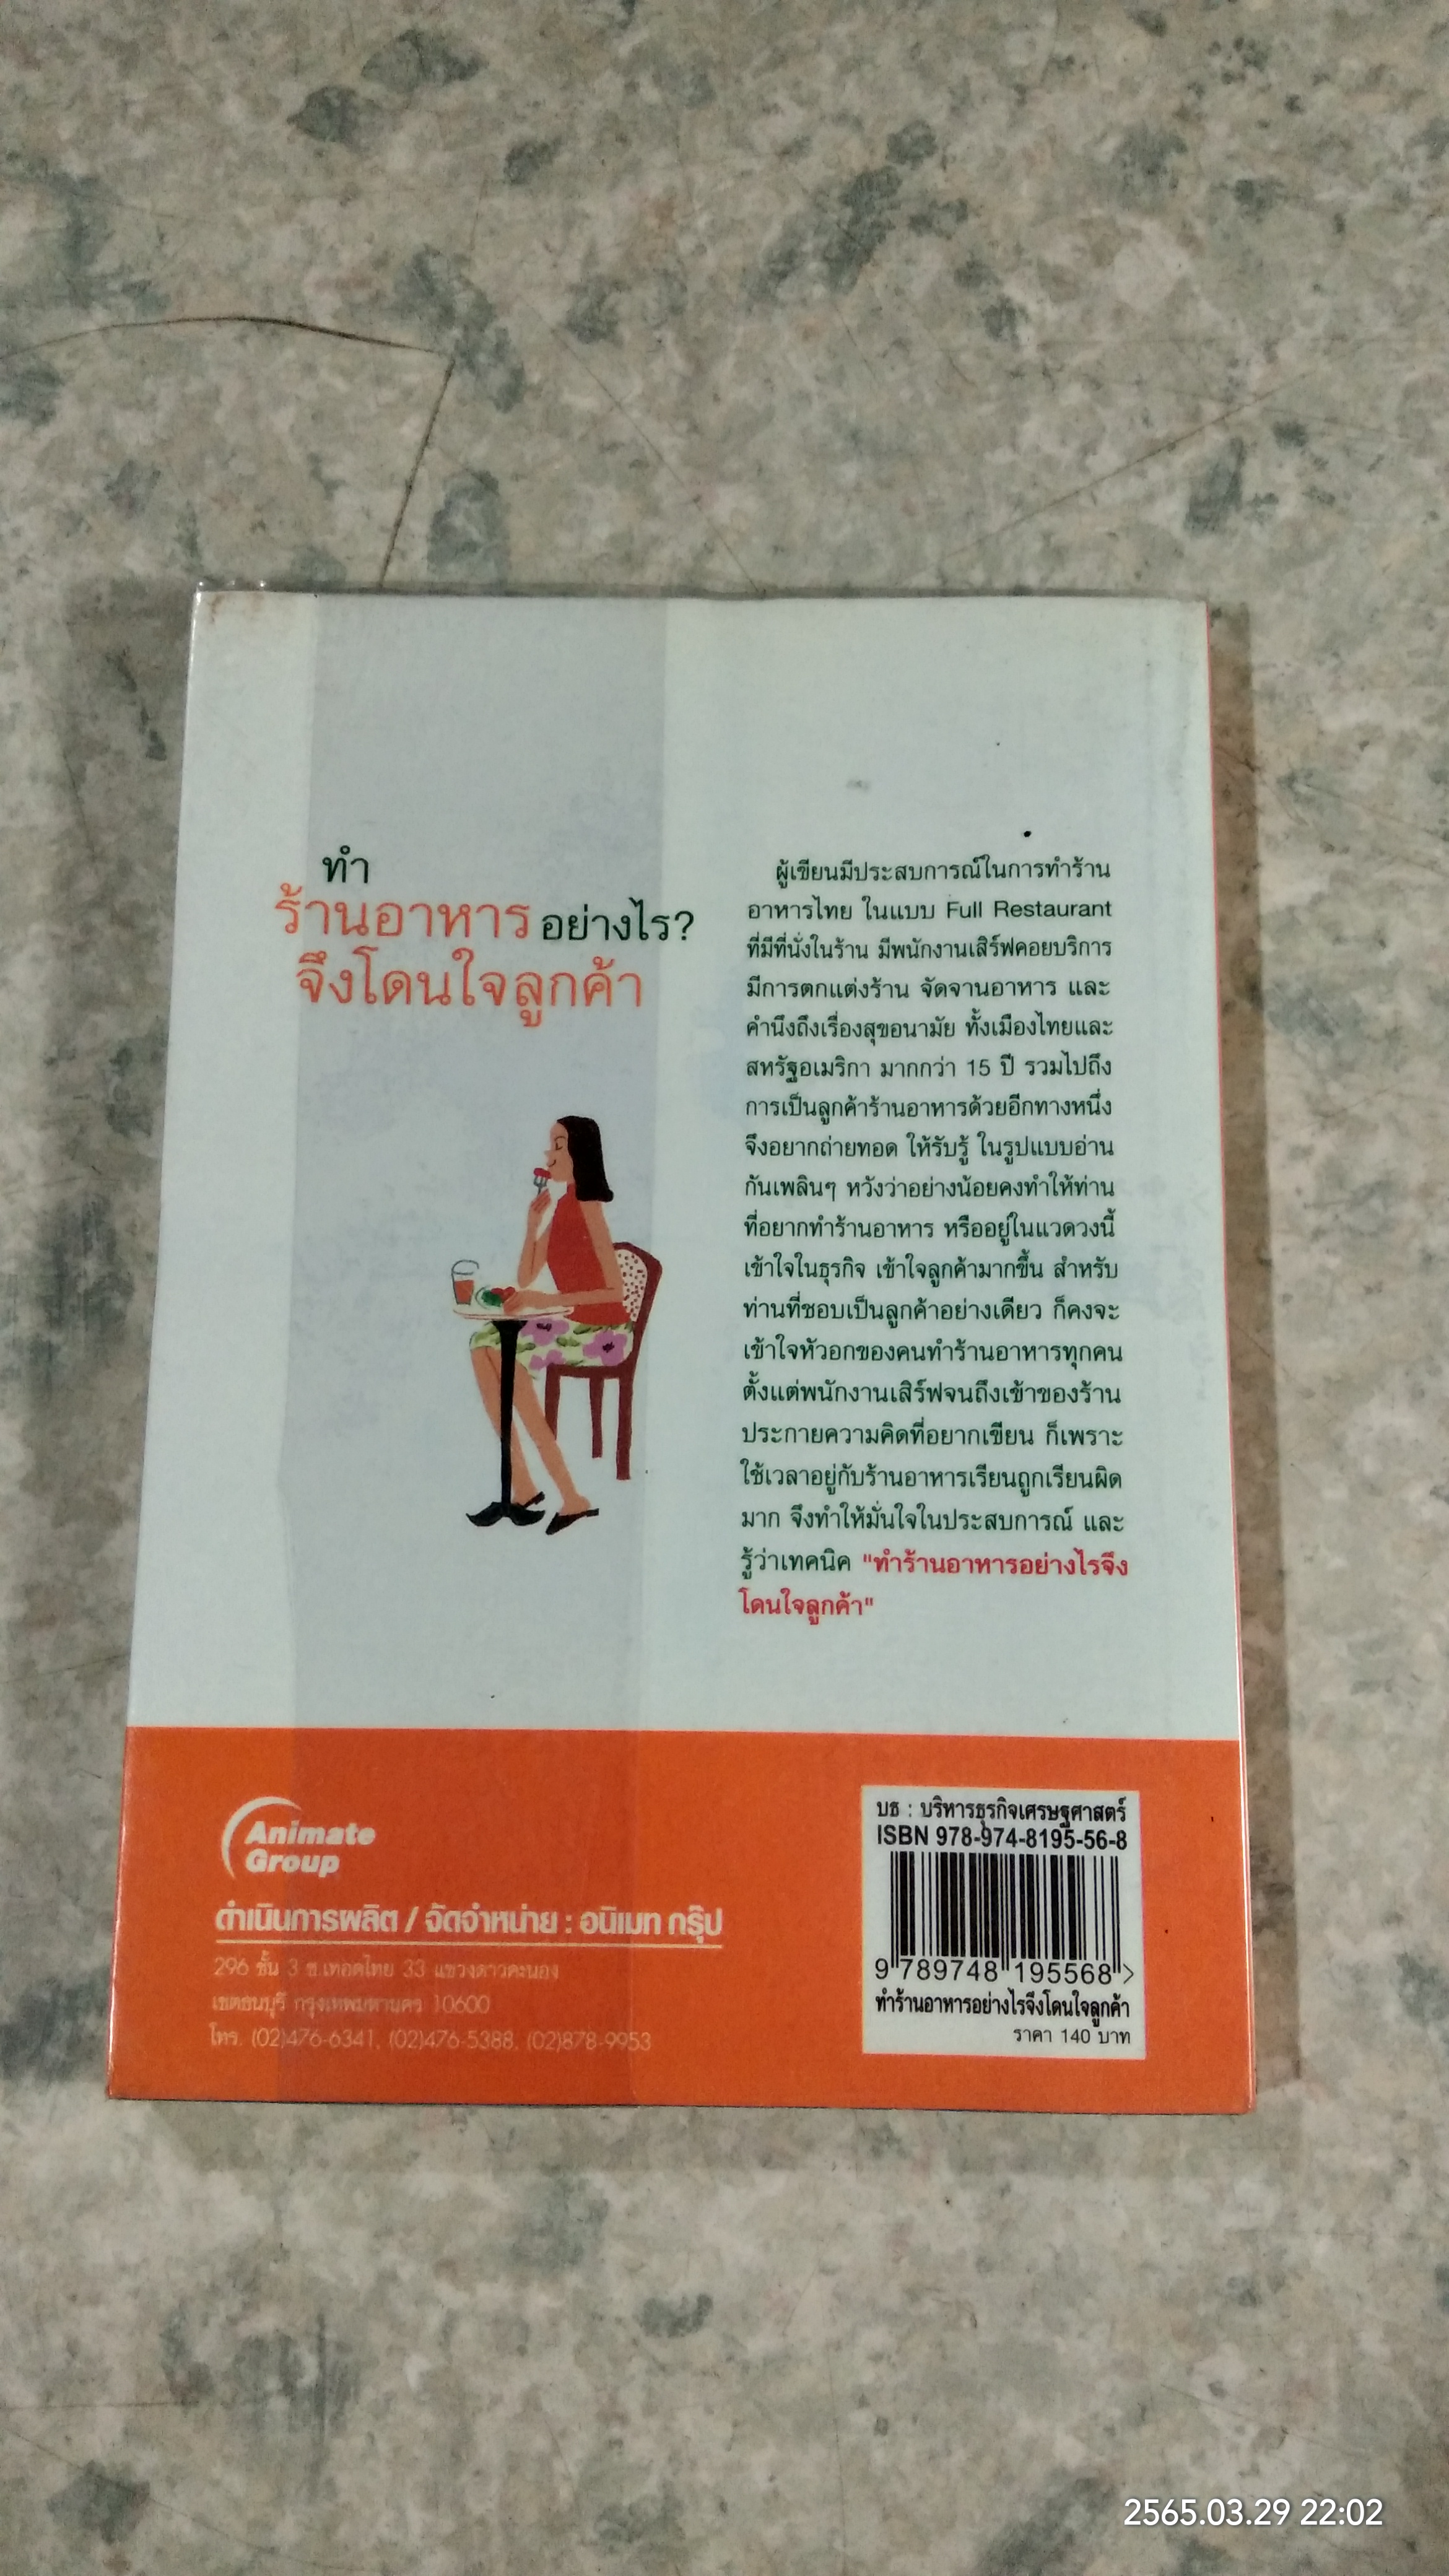 ทำ
ร้านอาหาร อย่างไร?
จึงโดนใจลูกค้า
ผู้เขียนมีประสบการณ์ในการทำร้าน
อาหารไทย ในแบบ Full Restaurant
ที่มีที่นั่งในร้าน มีพนักงานเสิร์ฟคอยบริการ
มีการตกแต่งร้าน จัดจานอาหาร และ
คำนึงถึงเรื่องสุขอนามัย ทั้งเมืองไทยและ
สหรัฐอเมริกา มากกว่า 15 ปี รวมไปถึง
การเป็นลูกค้าร้านอาหารด้วยอีกทางหนึ่ง
จึงอยากถ่ายทอด ให้รับรู้ ในรูปแบบอ่าน
กันเพลินๆ หวังว่าอย่างน้อยคงทำให้ท่าน
ที่อยากทำร้านอาหาร หรืออยู่ในแวดวงนี้
เข้าใจในธุรกิจ เข้าใจลูกค้ามากขึ้น สำหรับ
ท่านที่ชอบเป็นลูกค้าอย่างเดียว ก็คงจะ
เข้าใจหัวอกของคนทำร้านอาหารทุกคน
ตั้งแต่พนักงานเสิร์ฟจนถึงเข้าของร้าน
ประกายความคิดที่อยากเขียน ก็เพราะ
ใช้เวลาอยู่กับร้านอาหารเรียนถูกเรียนผิด
มาก จึงทำให้มั่นใจในประสบการณ์ และ
รู้ว่าเทคนิค "ทำร้านอาหารอย่างไรจึง
โดนใจลูกค้า"
Animate
Group
ดำเนินการผลิต / จัดจำหน่าย : อนิเมท กรุ๊ป
296 ชั้น 3 ซ.เทอดไทย 33 แขวงดาวคะนอง
เขตธนบุรี กรุงเทพมหานคร 10600
โทร. (02)476-6341, (02)476-5388, (02)878-9953
บธ : บริหารธุรกิจเศรษฐศาสตร์
ISBN 978-974-8195-56-8
9 789748 195568 >
ทำร้านอาหารอย่างไรจึงโดนใจลูกค้า
ราคา 140 บาท
2565.03.29 22:02